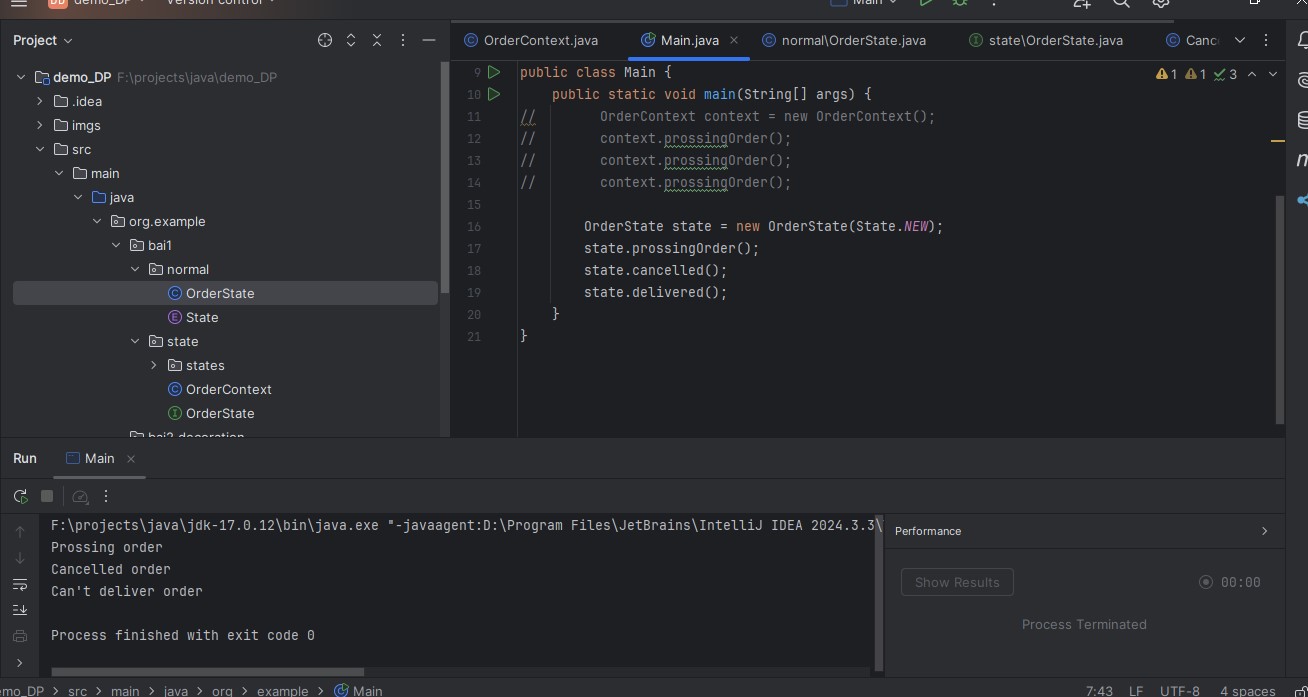 demo_DP
Version control
Main
Project
OrderContext.java
Main.java
normal\OrderState.java
state\OrderState.java
Canc
demo_DP F:\projects\java\demo_DP
.idea
imgs
src
main
java
org.example
bai1
normal
OrderState
State
state
states
OrderContext
OrderState
bai2.decoration
1 1 3
9 public class Main {
10 public static void main(String[] args) {
11 // OrderContext context = new OrderContext();
12 // context.prossingOrder();
13 // context.prossingOrder();
14 // context.prossingOrder();
15
16 OrderState state = new OrderState(State.NEW);
17 state.prossingOrder();
18 state.cancelled();
19 state.delivered();
20 }
21 }
Run
Main
F:\projects\java\jdk-17.0.12\bin\java.exe "-javaagent:D:\Program Files\JetBrains\IntelliJ IDEA 2024.3.3\
Prossing order
Cancelled order
Can't deliver order
Process finished with exit code 0
Performance
Show Results
00:00
Process Terminated
emo_DP > src > main > java > org > example > Main
7:43 LF UTF-8 4 spaces